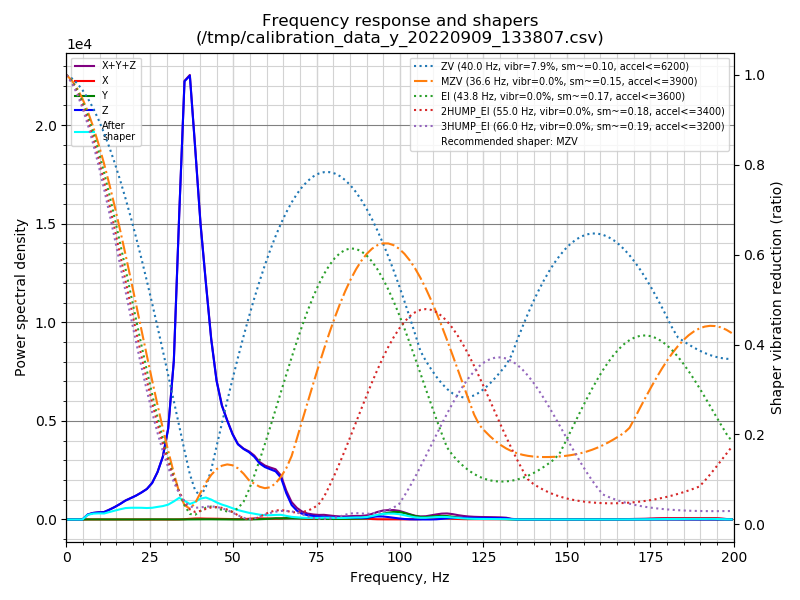 Frequency response and shapers
(/tmp/calibration_data_y_20220909_133807.csv)
1e4
X+Y+Z
X
Y
Z
After
shaper
ZV (40.0 Hz, vibr=7.9%, sm~=0.10, accel<=6200)
MZV (36.6 Hz, vibr=0.0%, sm~=0.15, accel<=3900)
EI (43.8 Hz, vibr=0.0%, sm~=0.17, accel<=3600)
2HUMP_EI (55.0 Hz, vibr=0.0%, sm~=0.18, accel<=3400)
3HUMP_EI (66.0 Hz, vibr=0.0%, sm~=0.19, accel<=3200)
Recommended shaper: MZV
Power spectral density
2.0
1.5
1.0
0.5
0.0
Shaper vibration reduction (ratio)
1.0
0.8
0.6
0.4
0.2
0.0
0 25 50 75 100 125 150 175 200
Frequency, Hz